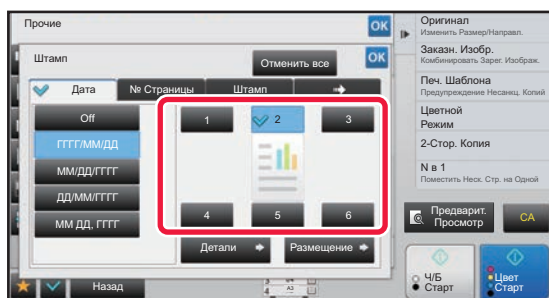 Прочие
OK
Штамп
Отменить все
OK
Дата
№ Страницы
Штамп
Off
ГГГГ/ММ/ДД
ММ/ДД/ГГГГ
ДД/ММ/ГГГГ
ММ ДД, ГГГГ
1
2
3
4
5
6
Детали
Размещение
Назад
Оригинал
Изменить Размер/Направл.
Заказн. Изобр.
Комбинировать Зарег. Изображ.
Печ. Шаблона
Предупреждение Несанкц. Копий
Цветной
Режим
2-Стор. Копия
N в 1
Поместить Неск. Стр. на Одной
Предварит.
Просмотр
CA
Ч/Б
Старт
Цвет
Старт